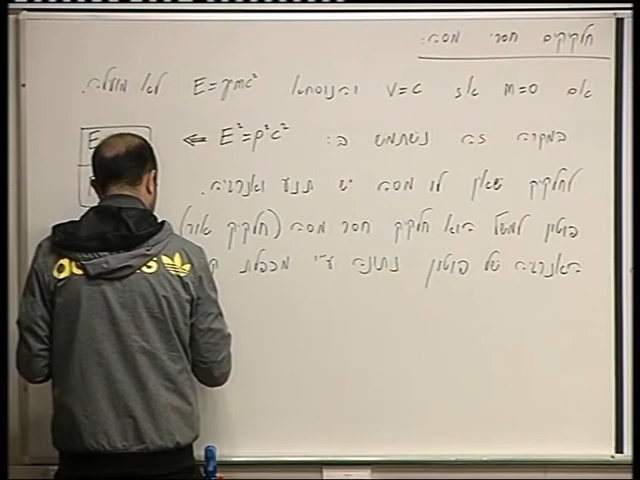 חלקיקים חסרי מסה:
אם m=0 אז v=c והנוסחא E=γmc² לא מועילה.
במקרה זה נשתמש ב: E²=p²c² ⇐ E
לחלקיק שאין לו מסה יש תנע ואנרגיה.
פוטון למשל הוא חלקיק חסר מסה (חלקיק אור)
האנרגיה של פוטון נתונה ע"י מכפלת